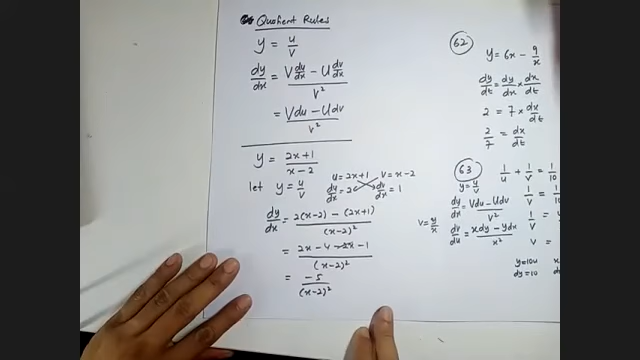 Quotient Rules
y = u/v
dy/dx = (V du/dx − U dv/dx) / V²
= (Vdu − Udv) / V²
y = (2x+1) / (x−2)
let y = u/v
u = 2x+1 v = x−2
du/dx = 2 dv/dx = 1
dy/dx = (2(x−2) − (2x+1)) / (x−2)²
= (2x − 4 − 2x − 1) / (x−2)²
= −5 / (x−2)²
62
y = 6x − 9/x
dy/dt = dy/dx × dx/dt
2 = 7 × dx/dt
2/7 = dx/dt
63
1/u + 1/v = 1/10
y = u/v
dy/dx = (Vdu − Udv) / V²
v = y/x
dv/du = (xdy − ydx) / x²
1/v = 1/10
1/v =
v =
y = 10u
dy = 10